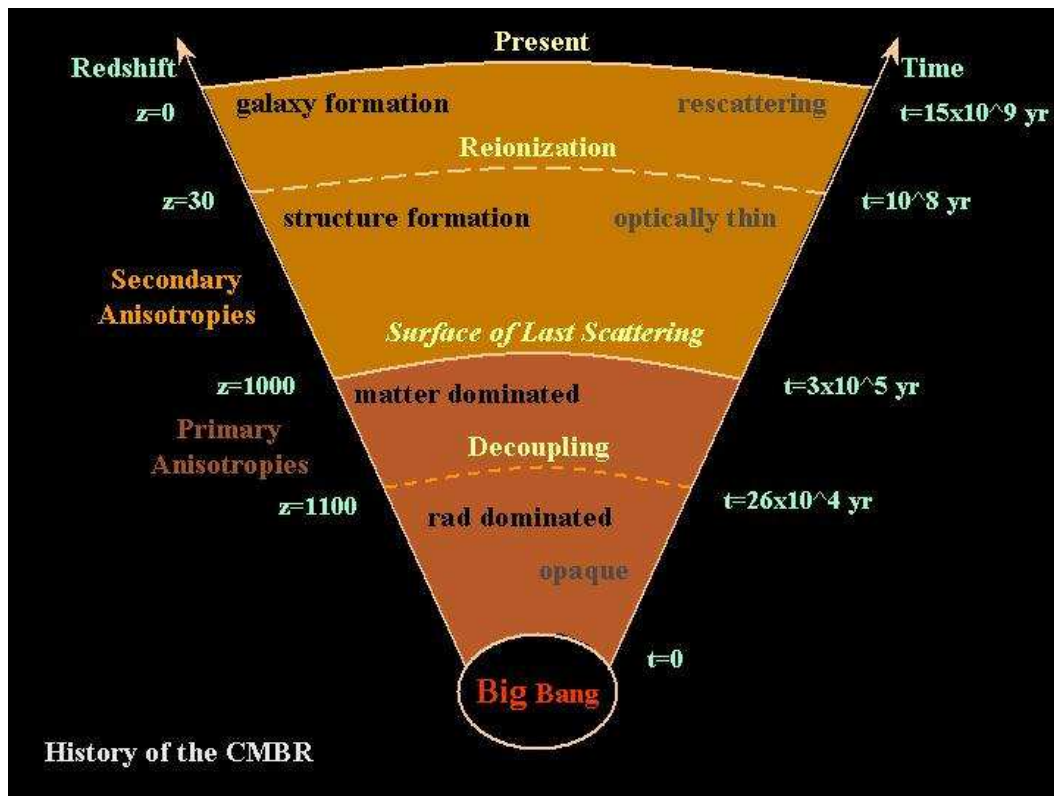 Present
Redshift
Time
z=0
galaxy formation
rescattering
t=15x10^9 yr
Reionization
z=30
t=10^8 yr
structure formation
optically thin
Secondary
Anisotropies
Surface of Last Scattering
z=1000
matter dominated
t=3x10^5 yr
Primary
Anisotropies
Decoupling
z=1100
t=26x10^4 yr
rad dominated
opaque
t=0
Big Bang
History of the CMBR